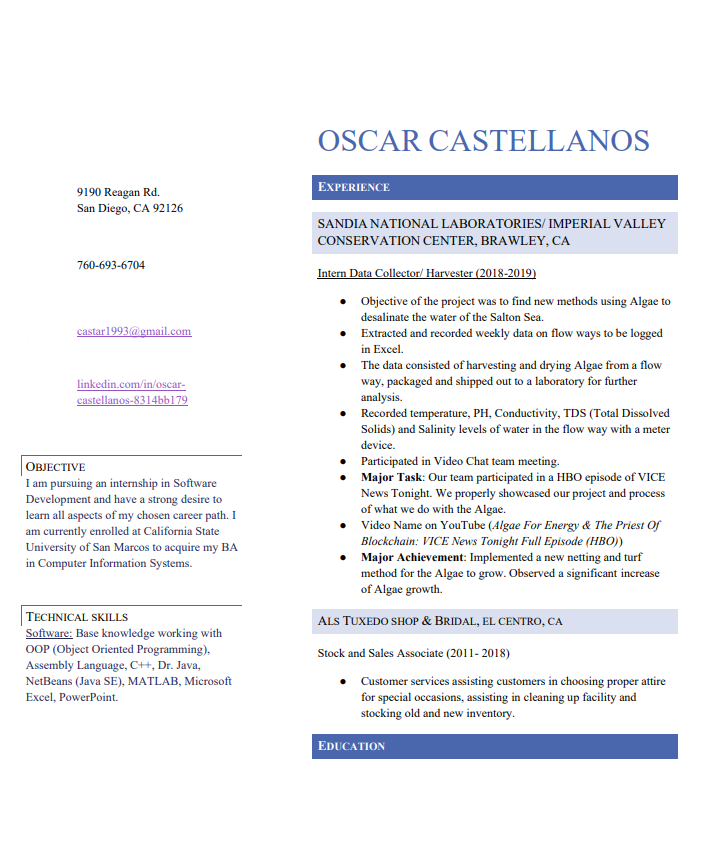 OSCAR CASTELLANOS
9190 Reagan Rd.
San Diego, CA 92126
760-693-6704
castar1993@gmail.com
linkedin.com/in/oscar-
castellanos-8314bb179
OBJECTIVE
I am pursuing an internship in Software
Development and have a strong desire to
learn all aspects of my chosen career path. I
am currently enrolled at California State
University of San Marcos to acquire my BA
in Computer Information Systems.
TECHNICAL SKILLS
Software: Base knowledge working with
OOP (Object Oriented Programming),
Assembly Language, C++, Dr. Java,
NetBeans (Java SE), MATLAB, Microsoft
Excel, PowerPoint.
EXPERIENCE
SANDIA NATIONAL LABORATORIES/ IMPERIAL VALLEY
CONSERVATION CENTER, BRAWLEY, CA
Intern Data Collector/ Harvester (2018-2019)
● Objective of the project was to find new methods using Algae to
desalinate the water of the Salton Sea.
● Extracted and recorded weekly data on flow ways to be logged
in Excel.
● The data consisted of harvesting and drying Algae from a flow
way, packaged and shipped out to a laboratory for further
analysis.
● Recorded temperature, PH, Conductivity, TDS (Total Dissolved
Solids) and Salinity levels of water in the flow way with a meter
device.
● Participated in Video Chat team meeting.
● Major Task: Our team participated in a HBO episode of VICE
News Tonight. We properly showcased our project and process
of what we do with the Algae.
● Video Name on YouTube (Algae For Energy & The Priest Of
Blockchain: VICE News Tonight Full Episode (HBO))
● Major Achievement: Implemented a new netting and turf
method for the Algae to grow. Observed a significant increase
of Algae growth.
ALS TUXEDO SHOP & BRIDAL, EL CENTRO, CA
Stock and Sales Associate (2011- 2018)
● Customer services assisting customers in choosing proper attire
for special occasions, assisting in cleaning up facility and
stocking old and new inventory.
EDUCATION